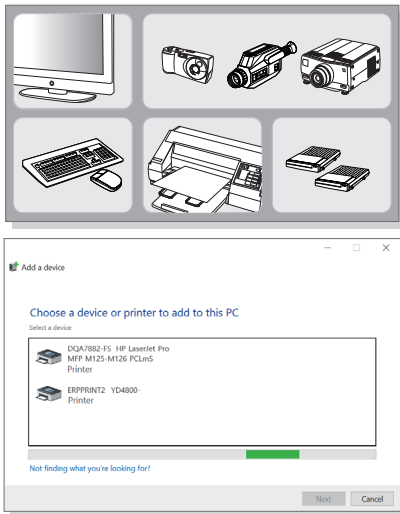 Add a device
Choose a device or printer to add to this PC
Select a device
DQA7882-F5 HP LaserJet Pro
MFP M125-M126 PCLmS
Printer
ERPPRINT2 YD4800-
Printer
Not finding what you're looking for?
Next Cancel